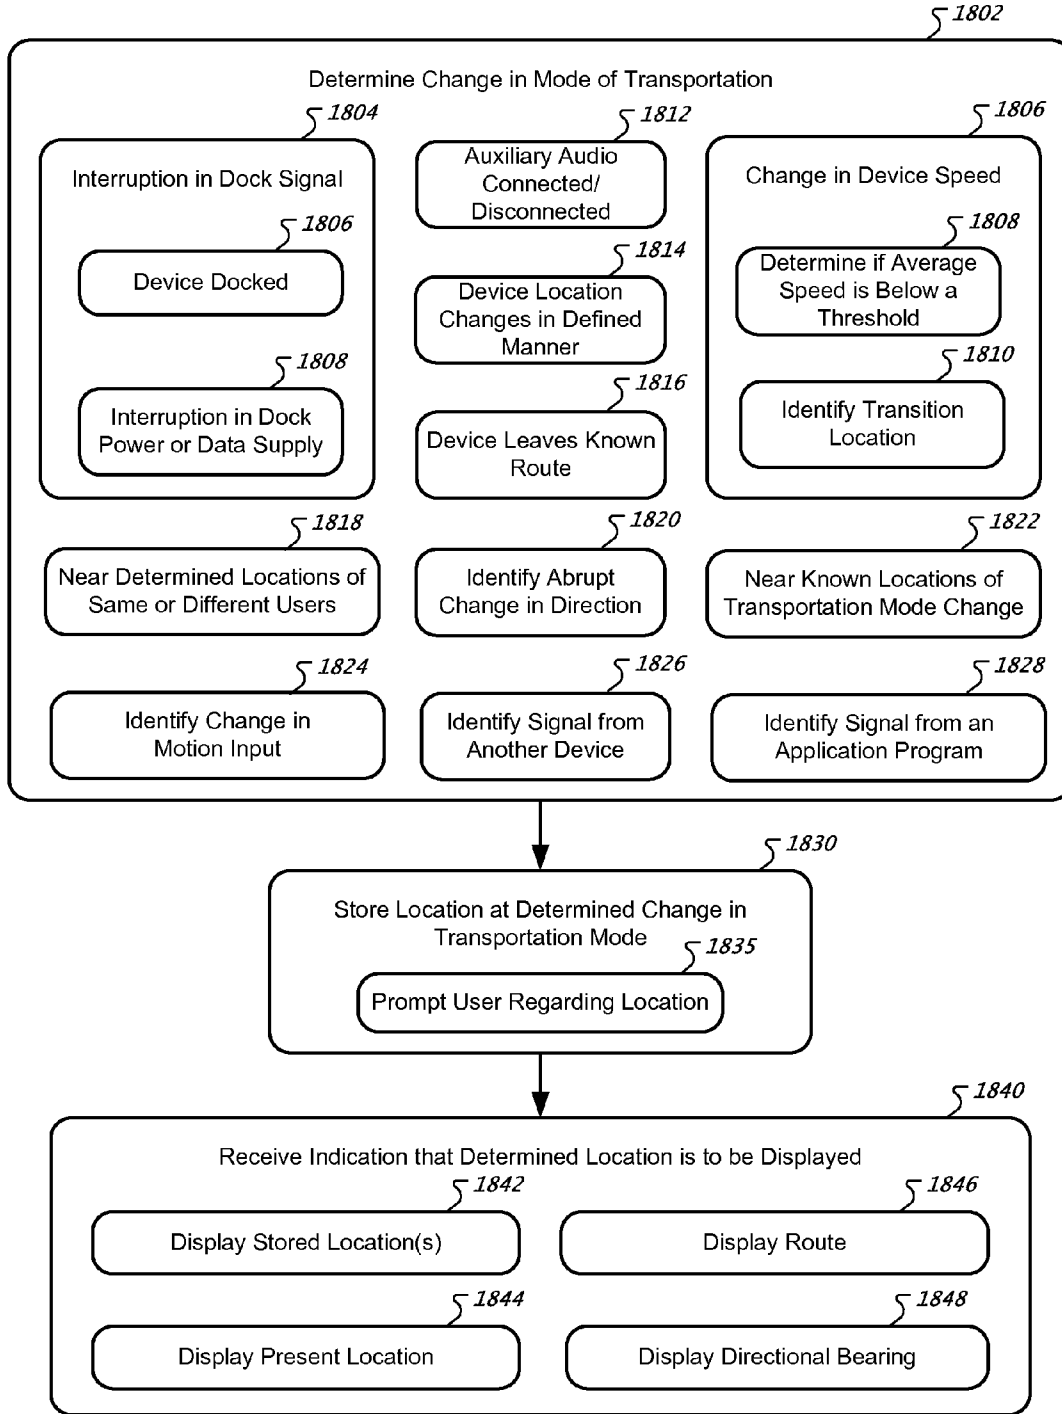 1802
Determine Change in Mode of Transportation
1804
Interruption in Dock Signal
1806
Device Docked
1808
Interruption in Dock
Power or Data Supply
1812
Auxiliary Audio
Connected/
Disconnected
1814
Device Location
Changes in Defined
Manner
1816
Device Leaves Known
Route
1806
Change in Device Speed
1808
Determine if Average
Speed is Below a
Threshold
1810
Identify Transition
Location
1818
Near Determined Locations of
Same or Different Users
1820
Identify Abrupt
Change in Direction
1822
Near Known Locations of
Transportation Mode Change
1824
Identify Change in
Motion Input
1826
Identify Signal from
Another Device
1828
Identify Signal from an
Application Program
1830
Store Location at Determined Change in
Transportation Mode
1835
Prompt User Regarding Location
1840
Receive Indication that Determined Location is to be Displayed
1842
Display Stored Location(s)
1846
Display Route
1844
Display Present Location
1848
Display Directional Bearing